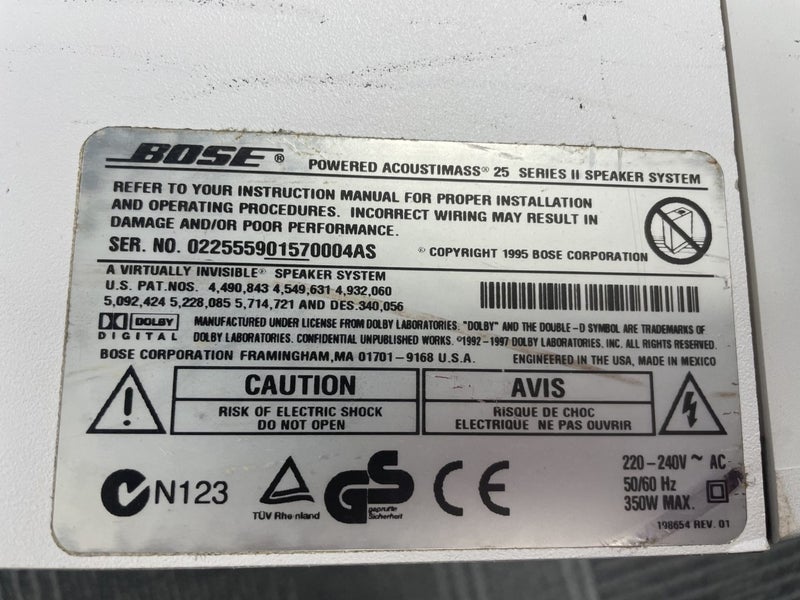 BOSE® POWERED ACOUSTIMASS® 25 SERIES II SPEAKER SYSTEM
REFER TO YOUR INSTRUCTION MANUAL FOR PROPER INSTALLATION
AND OPERATING PROCEDURES. INCORRECT WIRING MAY RESULT IN
DAMAGE AND/OR POOR PERFORMANCE.
SER. NO. 022555901570004AS © COPYRIGHT 1995 BOSE CORPORATION
A VIRTUALLY INVISIBLE® SPEAKER SYSTEM
U.S. PAT.NOS. 4,490,843 4,549,631 4,932,060
5,092,424 5,228,085 5,714,721 AND DES.340,056
DOLBY
DIGITAL
MANUFACTURED UNDER LICENSE FROM DOLBY LABORATORIES. "DOLBY" AND THE DOUBLE-D SYMBOL ARE TRADEMARKS OF
DOLBY LABORATORIES. CONFIDENTIAL UNPUBLISHED WORKS. ©1992-1997 DOLBY LABORATORIES, INC. ALL RIGHTS RESERVED.
BOSE CORPORATION FRAMINGHAM,MA 01701-9168 U.S.A. ENGINEERED IN THE USA, MADE IN MEXICO
CAUTION
RISK OF ELECTRIC SHOCK
DO NOT OPEN
AVIS
RISQUE DE CHOC
ELECTRIQUE NE PAS OUVRIR
N123
TÜV Rheinland
GS
geprüfte
Sicherheit
CE
220-240V ~ AC
50/60 Hz
350W MAX.
198654 REV. 01